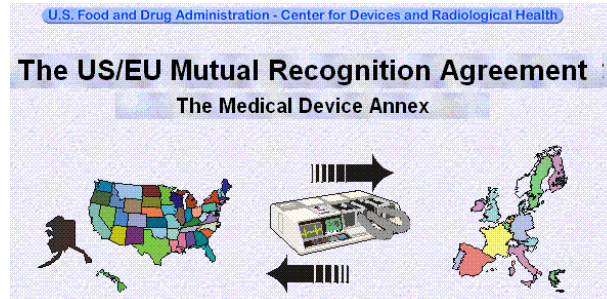 U.S. Food and Drug Administration - Center for Devices and Radiological Health
The US/EU Mutual Recognition Agreement
The Medical Device Annex